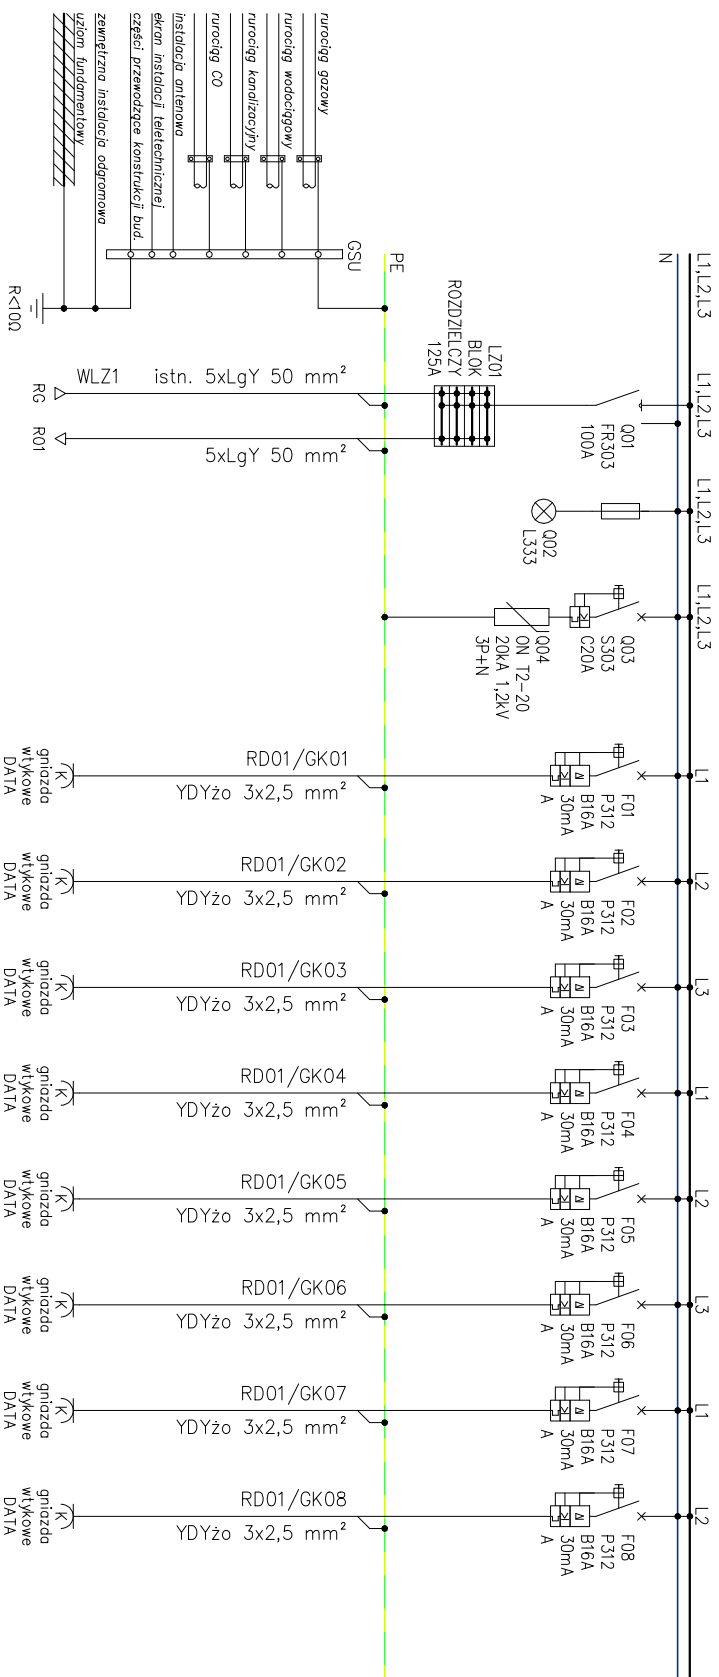 L1,L2,L3
N
PE
GSU
rurociąg gazowy
rurociąg wodociągowy
rurociąg kanalizacyjny
rurociąg CO
instalacja antenowa
ekran instalacji teletechnicznej
części przewodzące konstrukcji bud.
zewnętrzna instalacja odgromowa
uziom fundamentowy
R<10Ω
L1,L2,L3
Q01
FR303
100A
LZ01
BLOK
ROZDZIELCZY
125A
WLZ1 istn. 5xLgY 50 mm²
RG
5xLgY 50 mm²
R01
L1,L2,L3
Q02
L333
L1,L2,L3
Q03
S303
C20A
Q04
ON T2-20
20kA 1,2kV
3P+N
L1
F01
P312
B16A
30mA
A
RD01/GK01
YDYżo 3x2,5 mm²
K
gniazda
wtykowe
DATA
L2
F02
P312
B16A
30mA
A
RD01/GK02
YDYżo 3x2,5 mm²
K
gniazda
wtykowe
DATA
L3
F03
P312
B16A
30mA
A
RD01/GK03
YDYżo 3x2,5 mm²
K
gniazda
wtykowe
DATA
L1
F04
P312
B16A
30mA
A
RD01/GK04
YDYżo 3x2,5 mm²
K
gniazda
wtykowe
DATA
L2
F05
P312
B16A
30mA
A
RD01/GK05
YDYżo 3x2,5 mm²
K
gniazda
wtykowe
DATA
L3
F06
P312
B16A
30mA
A
RD01/GK06
YDYżo 3x2,5 mm²
K
gniazda
wtykowe
DATA
L1
F07
P312
B16A
30mA
A
RD01/GK07
YDYżo 3x2,5 mm²
K
gniazda
wtykowe
DATA
L2
F08
P312
B16A
30mA
A
RD01/GK08
YDYżo 3x2,5 mm²
K
gniazda
wtykowe
DATA